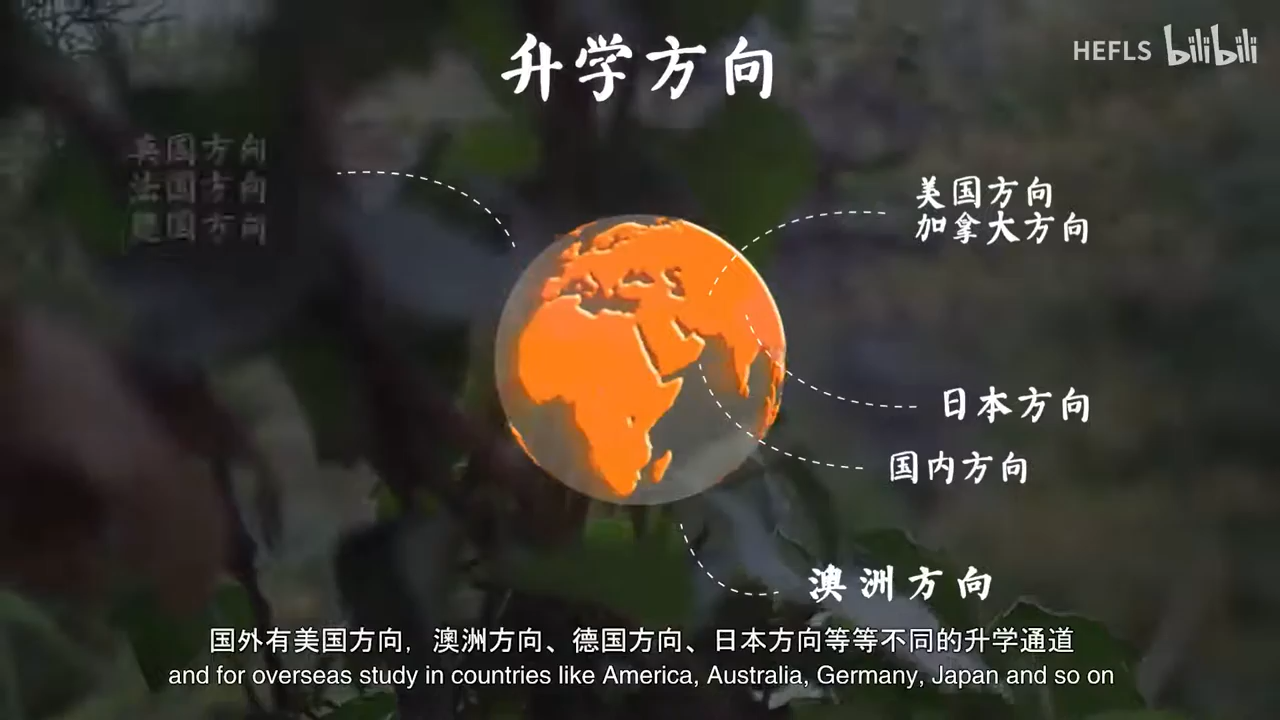 升学方向
HEFLS bilibili
英国方向
法国方向
德国方向
美国方向
加拿大方向
日本方向
国内方向
澳洲方向
国外有美国方向，澳洲方向、德国方向、日本方向等等不同的升学通道
and for overseas study in countries like America, Australia, Germany, Japan and so on